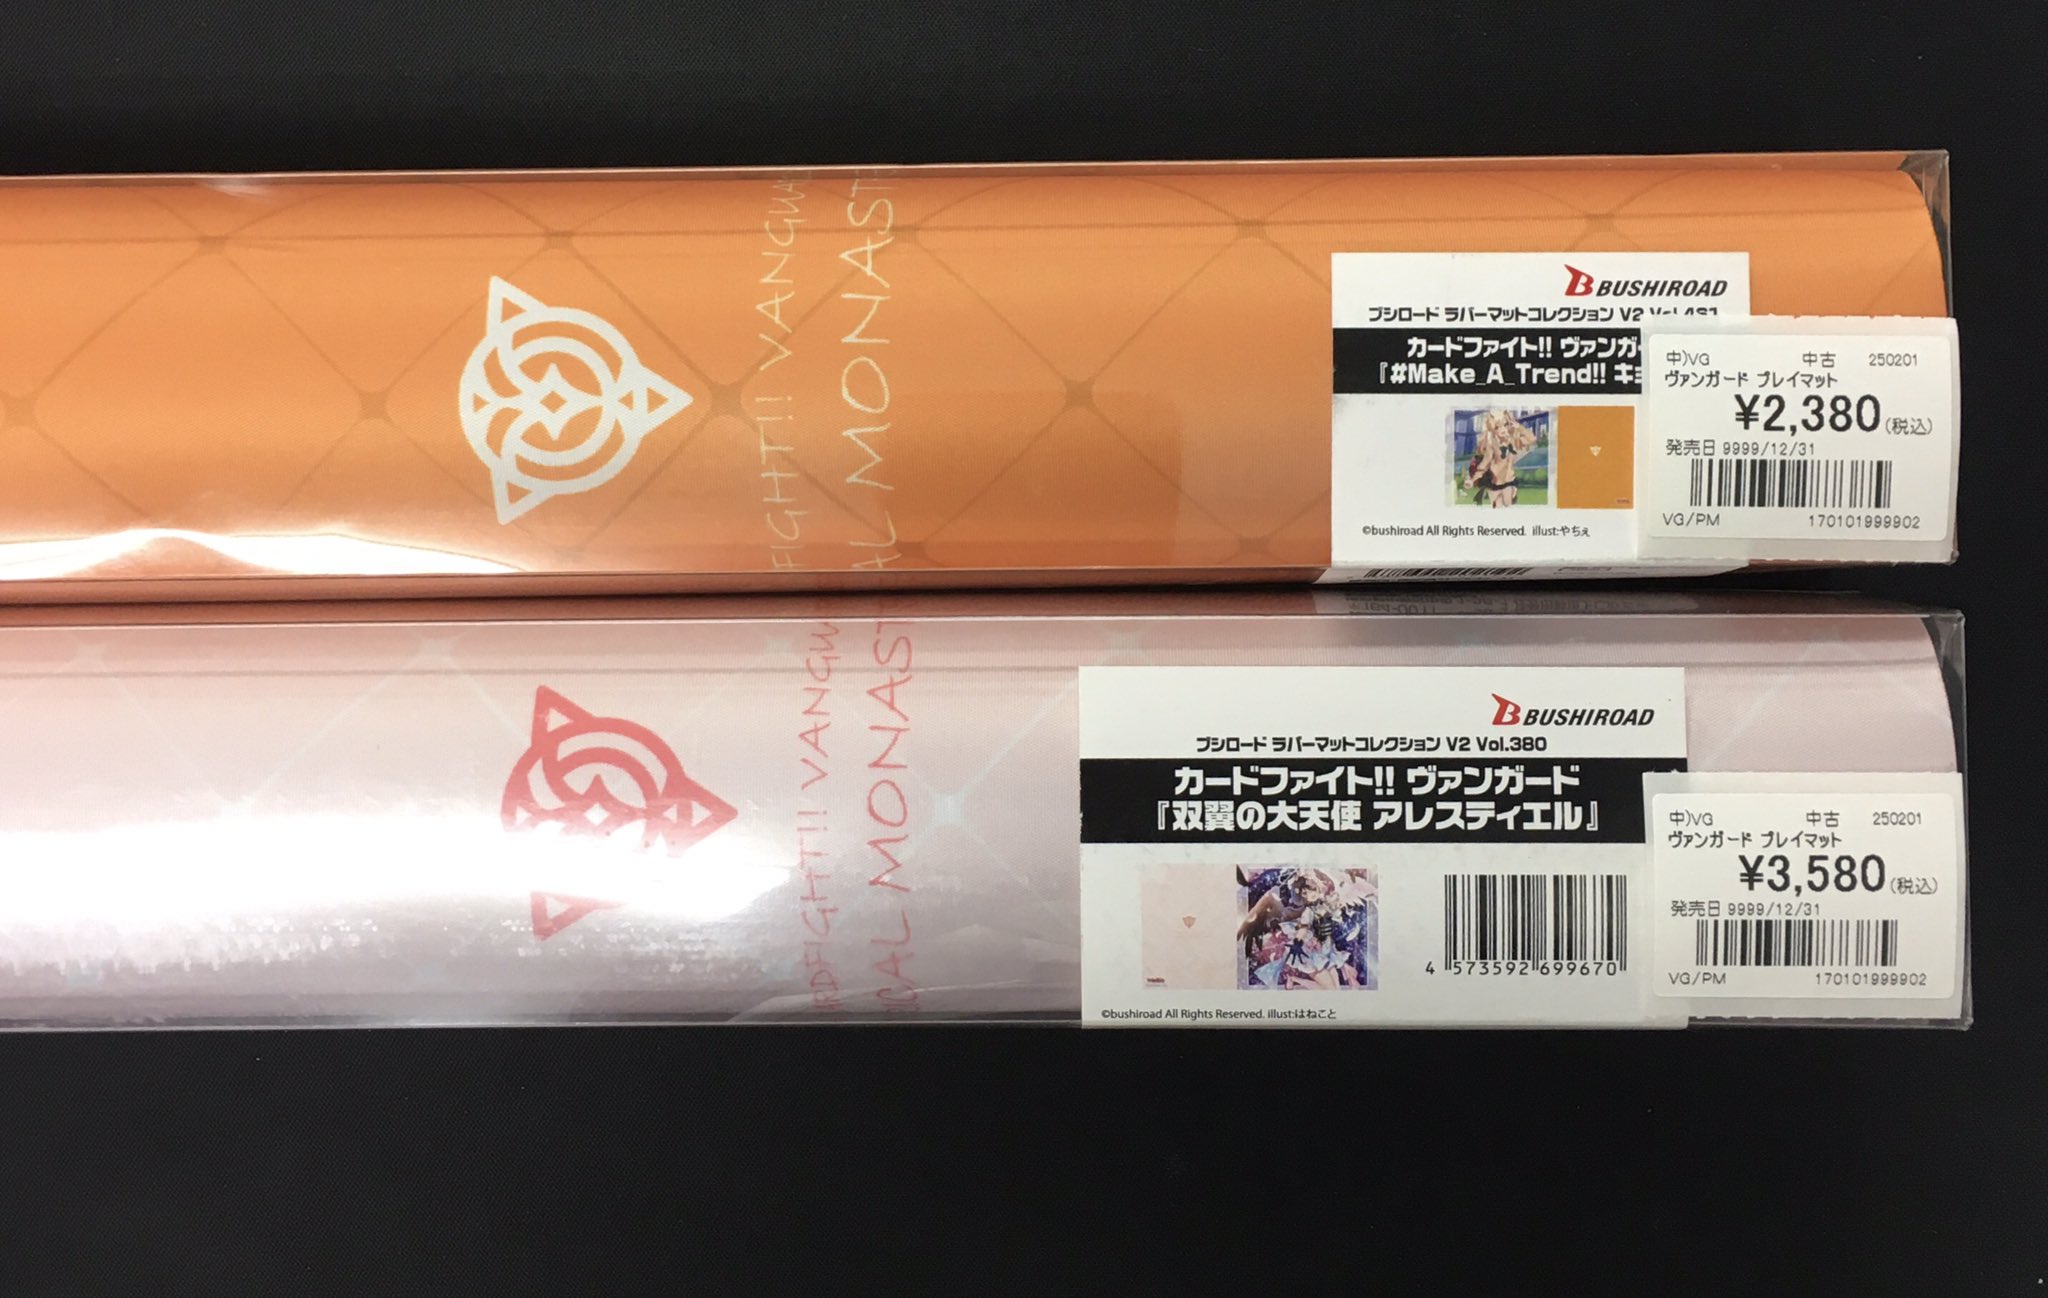 FIGHT!! VANGUA
AL MONAST
BUSHIROAD
ブシロード ラバーマットコレクション V2
カードファイト!! ヴァンガ
『#Make_A_Trend!! キョ
©bushiroad All Rights Reserved. illust:やちぇ
中)VG 中古 250201
ヴァンガード プレイマット
¥2,380(税込)
発売日 9999/12/31
VG/PM 170101999902
RDFIGHT!! VANGUA
ICAL MONAST
BUSHIROAD
ブシロード ラバーマットコレクション V2 Vol.380
カードファイト!! ヴァンガード
『双翼の大天使 アレスティエル』
4 573592 699670
©bushiroad All Rights Reserved. illust:はねこと
中)VG 中古 250201
ヴァンガード プレイマット
¥3,580(税込)
発売日 9999/12/31
VG/PM 170101999902